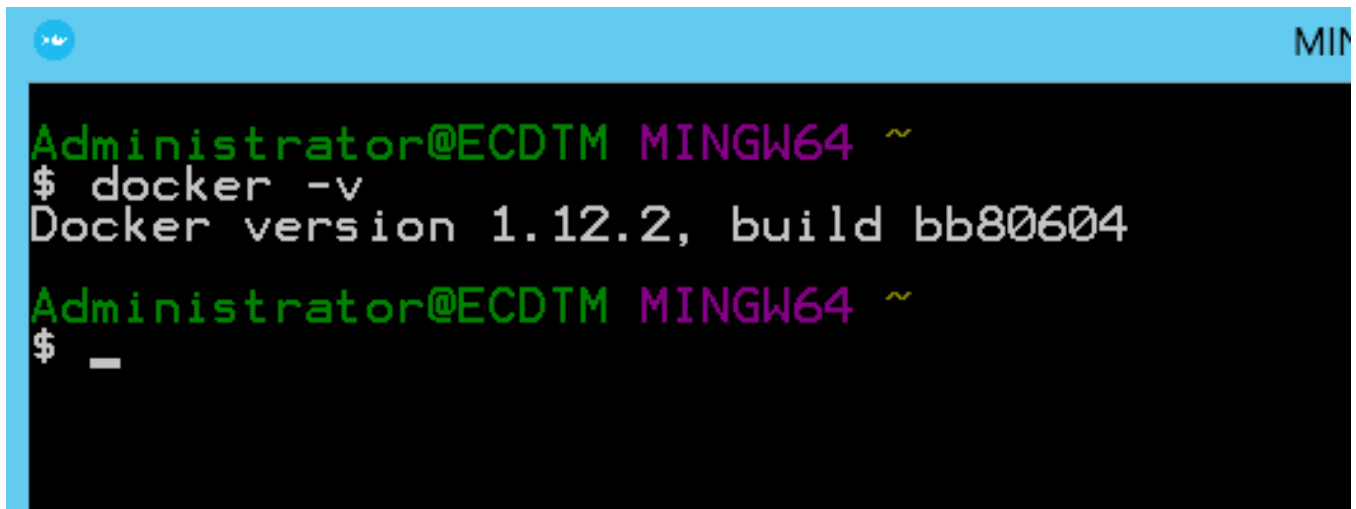 MIN
Administrator@ECDTM MINGW64 ~
$ docker -v
Docker version 1.12.2, build bb80604
Administrator@ECDTM MINGW64 ~
$